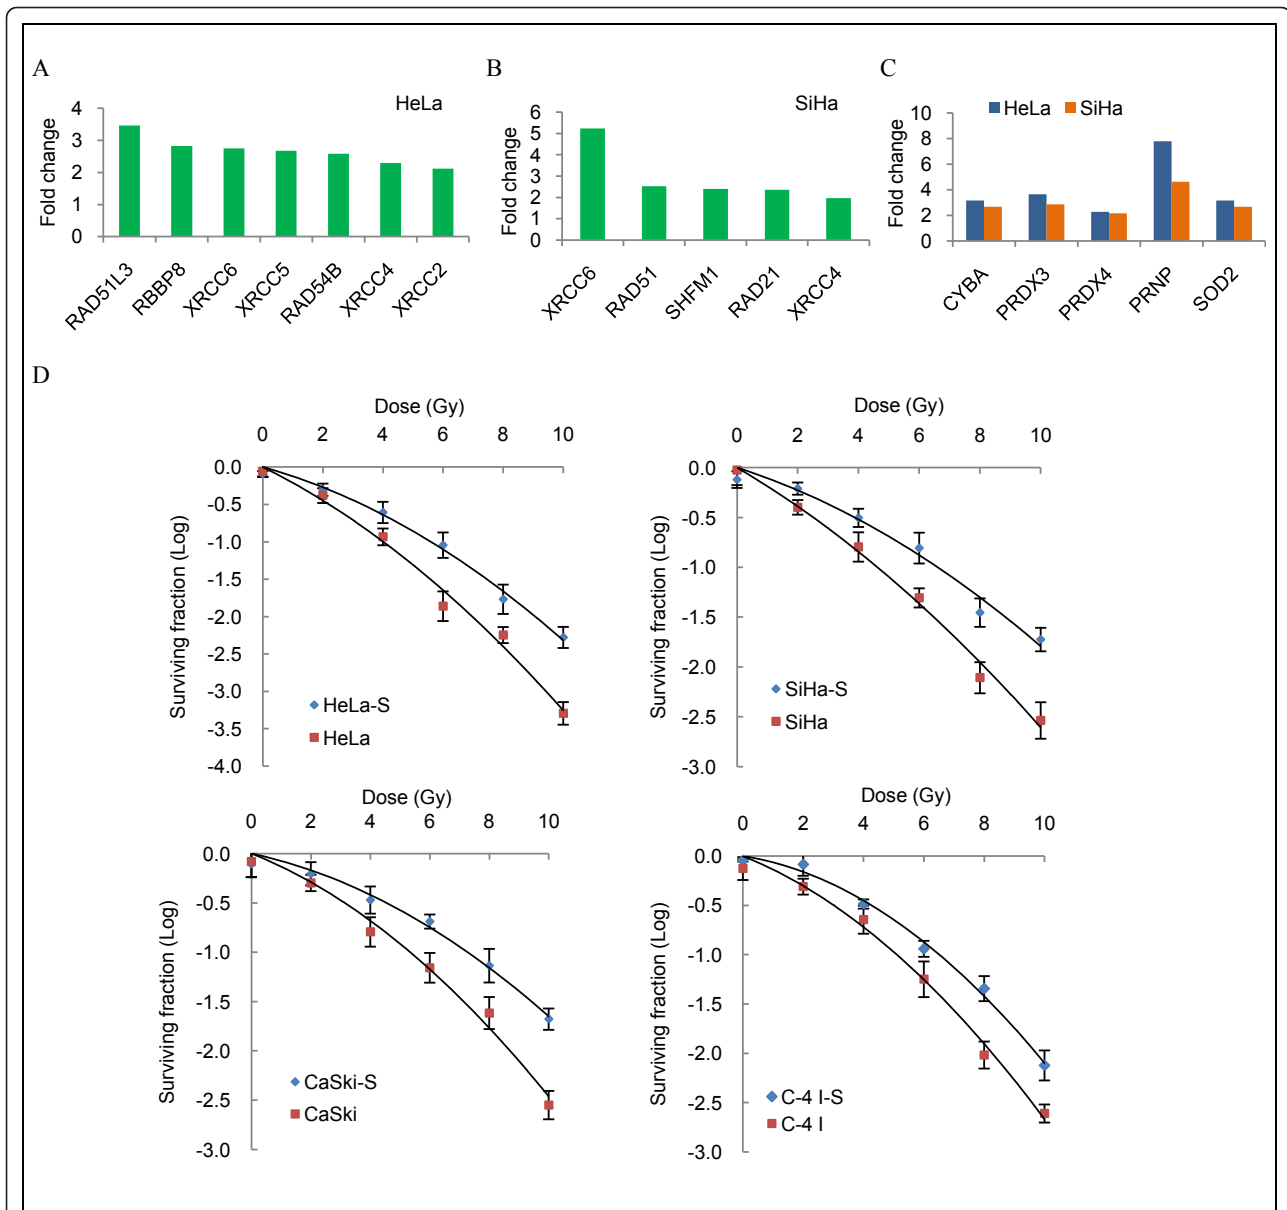 A
HeLa
Fold change
4
3
2
1
0
RAD51L3 RBBP8 XRCC6 XRCC5 RAD54B XRCC4 XRCC2
B
SiHa
Fold change
6
5
4
3
2
1
0
XRCC6 RAD51 SHFM1 RAD21 XRCC4
C
HeLa SiHa
Fold change
10
8
6
4
2
0
CYBA PRDX3 PRDX4 PRNP SOD2
D
Dose (Gy)
0 2 4 6 8 10
Surviving fraction (Log)
0.0
-0.5
-1.0
-1.5
-2.0
-2.5
-3.0
-3.5
-4.0
HeLa-S
HeLa
Dose (Gy)
0 2 4 6 8 10
Surviving fraction (Log)
0.0
-0.5
-1.0
-1.5
-2.0
-2.5
-3.0
SiHa-S
SiHa
Dose (Gy)
0 2 4 6 8 10
Surviving fraction (Log)
0.0
-0.5
-1.0
-1.5
-2.0
-2.5
-3.0
CaSki-S
CaSki
Dose (Gy)
0 2 4 6 8 10
Surviving fraction (Log)
0.0
-0.5
-1.0
-1.5
-2.0
-2.5
-3.0
C-4 I-S
C-4 I